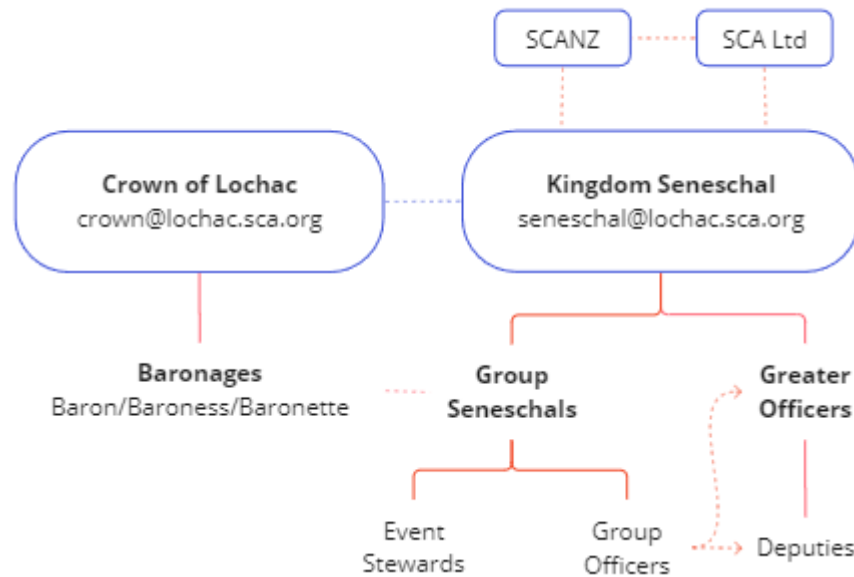 SCANZ
SCA Ltd
Crown of Lochac
crown@lochac.sca.org
Kingdom Seneschal
seneschal@lochac.sca.org
Baronages
Baron/Baroness/Baronette
Group
Seneschals
Greater
Officers
Event
Stewards
Group
Officers
Deputies